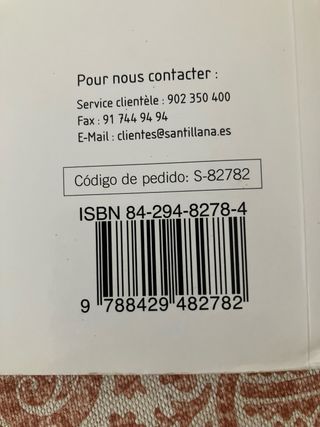 Pour nous contacter :
Service clientèle : 902 350 400
Fax : 91 744 94 94
E-Mail : clientes@santillana.es
Código de pedido: S-82782
ISBN 84-294-8278-4
9 788429 482782